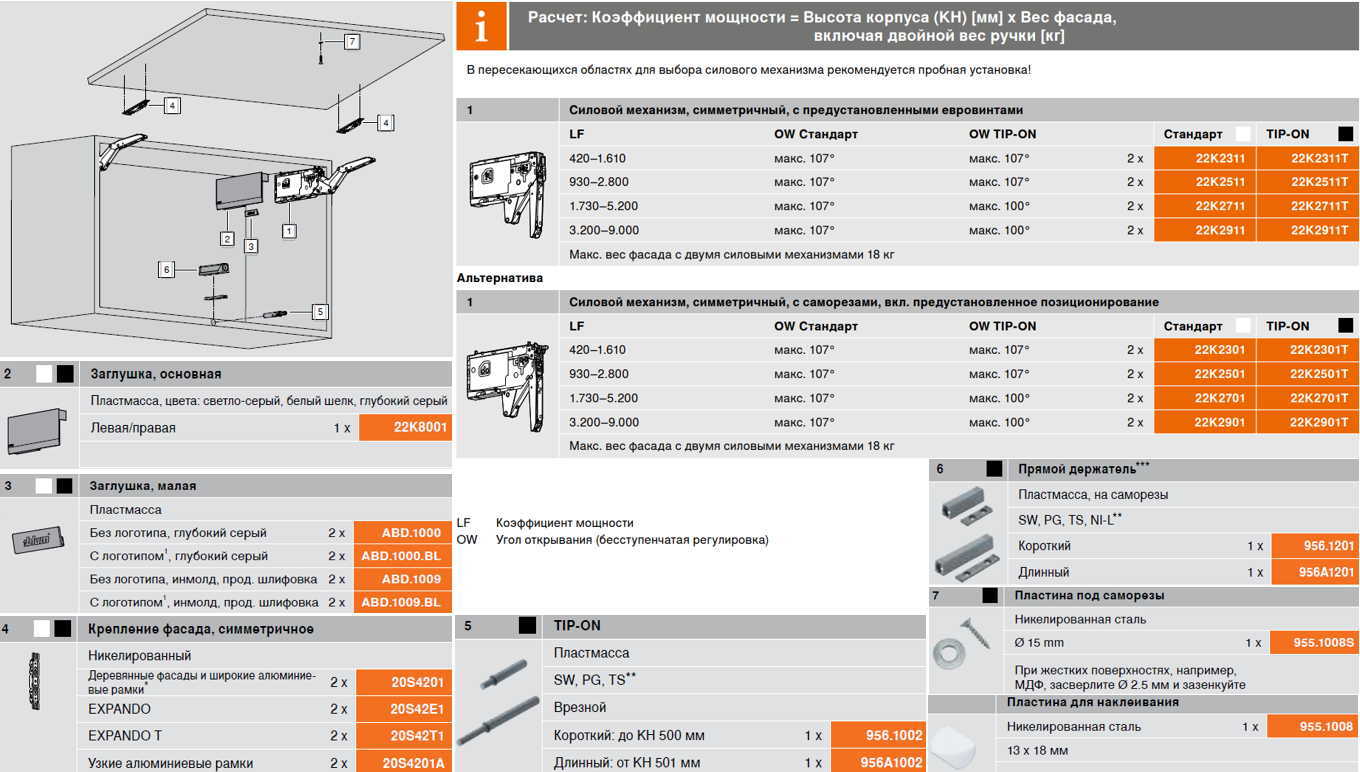 7
4
4
2
3
1
6
5
i
Расчет: Коэффициент мощности = Высота корпуса (KH) [мм] x Вес фасада,
включая двойной вес ручки [кг]
В пересекающихся областях для выбора силового механизма рекомендуется пробная установка!
1 Силовой механизм, симметричный, с предустановленными евровинтами
LF OW Стандарт OW TIP-ON Стандарт TIP-ON
420–1.610 макс. 107° макс. 107° 2 x 22K2311 22K2311T
930–2.800 макс. 107° макс. 107° 2 x 22K2511 22K2511T
1.730–5.200 макс. 107° макс. 100° 2 x 22K2711 22K2711T
3.200–9.000 макс. 107° макс. 100° 2 x 22K2911 22K2911T
Макс. вес фасада с двумя силовыми механизмами 18 кг
Альтернатива
1 Силовой механизм, симметричный, с саморезами, вкл. предустановленное позиционирование
LF OW Стандарт OW TIP-ON Стандарт TIP-ON
420–1.610 макс. 107° макс. 107° 2 x 22K2301 22K2301T
930–2.800 макс. 107° макс. 107° 2 x 22K2501 22K2501T
1.730–5.200 макс. 107° макс. 100° 2 x 22K2701 22K2701T
3.200–9.000 макс. 107° макс. 100° 2 x 22K2901 22K2901T
Макс. вес фасада с двумя силовыми механизмами 18 кг
2 Заглушка, основная
Пластмасса, цвета: светло-серый, белый шелк, глубокий серый
Левая/правая 1 x 22K8001
3 Заглушка, малая
Пластмасса
blum
Без логотипа, глубокий серый 2 x ABD.1000
С логотипом¹, глубокий серый 2 x ABD.1000.BL
Без логотипа, инмолд, прод. шлифовка 2 x ABD.1009
С логотипом¹, инмолд, прод. шлифовка 2 x ABD.1009.BL
4 Крепление фасада, симметричное
Никелированный
Деревянные фасады и широкие алюминие-
вые рамки* 2 x 20S4201
EXPANDO 2 x 20S42E1
EXPANDO T 2 x 20S42T1
Узкие алюминиевые рамки 2 x 20S4201A
LF Коэффициент мощности
OW Угол открывания (бесступенчатая регулировка)
5 TIP-ON
Пластмасса
SW, PG, TS**
Врезной
Короткий: до KH 500 мм 1 x 956.1002
Длинный: от KH 501 мм 1 x 956A1002
6 Прямой держатель***
Пластмасса, на саморезы
SW, PG, TS, NI-L**
Короткий 1 x 956.1201
Длинный 1 x 956A1201
7 Пластина под саморезы
Никелированная сталь
Ø 15 mm 1 x 955.1008S
При жестких поверхностях, например,
МДФ, засверлите Ø 2.5 мм и зазенкуйте
Пластина для наклеивания
Никелированная сталь 1 x 955.1008
13 x 18 мм